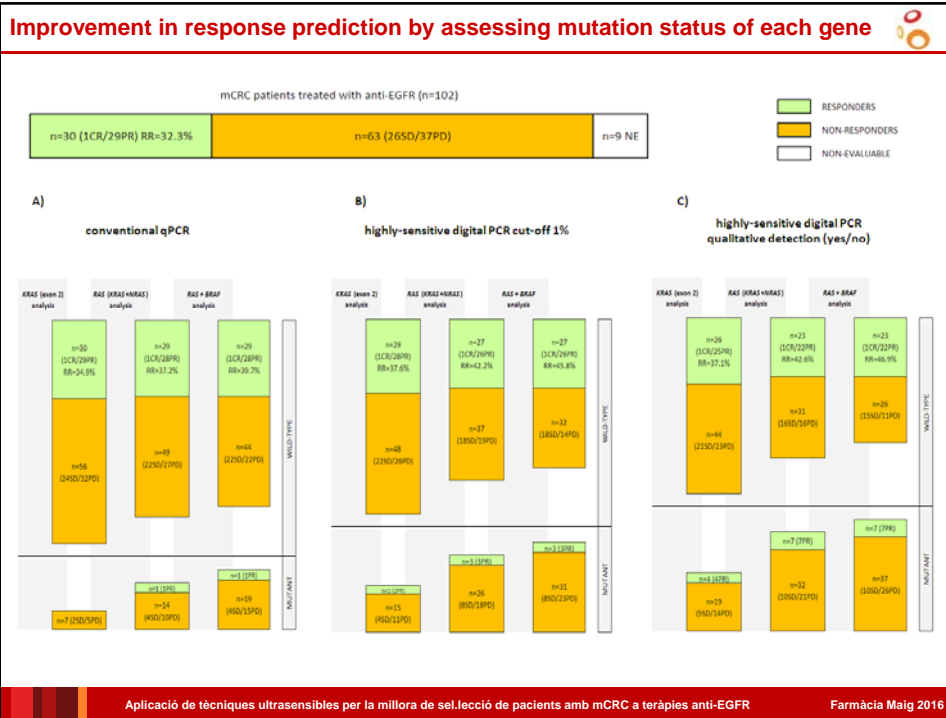 Improvement in response prediction by assessing mutation status of each gene
mCRC patients treated with anti-EGFR (n=102)
n=30 (1CR/29PR) RR=32.3%
n=63 (26SD/37PD)
n=9 NE
RESPONDERS
NON-RESPONDERS
NON-EVALUABLE
A)
conventional qPCR
KRAS (exon 2)
analysis
RAS (KRAS+NRAS)
analysis
RAS + BRAF
analysis
n=30
(1CR/29PR)
RR=34.9%
n=29
(1CR/28PR)
RR=37.2%
n=29
(1CR/28PR)
RR=39.7%
n=56
(24SD/32PD)
n=49
(22SD/27PD)
n=44
(22SD/22PD)
WILD-TYPE
n=7 (2SD/5PD)
n=1 (1PR)
n=14
(4SD/10PD)
n=1 (1PR)
n=19
(4SD/15PD)
MUTANT
B)
highly-sensitive digital PCR cut-off 1%
KRAS (exon 2)
analysis
RAS (KRAS+NRAS)
analysis
RAS + BRAF
analysis
n=29
(1CR/28PR)
RR=37.6%
n=27
(1CR/26PR)
RR=42.2%
n=27
(1CR/26PR)
RR=45.8%
n=48
(22SD/26PD)
n=37
(18SD/19PD)
n=32
(18SD/14PD)
WILD-TYPE
n=1 (1PR)
n=15
(4SD/11PD)
n=3 (3PR)
n=26
(8SD/18PD)
n=3 (3PR)
n=31
(8SD/23PD)
MUTANT
C)
highly-sensitive digital PCR
qualitative detection (yes/no)
KRAS (exon 2)
analysis
RAS (KRAS+NRAS)
analysis
RAS + BRAF
analysis
n=26
(1CR/25PR)
RR=37.1%
n=23
(1CR/22PR)
RR=42.6%
n=23
(1CR/22PR)
RR=46.9%
n=44
(21SD/23PD)
n=31
(16SD/16PD)
n=26
(15SD/11PD)
WILD-TYPE
n=4 (4PR)
n=19
(5SD/14PD)
n=7 (7PR)
n=32
(10SD/21PD)
n=7 (7PR)
n=37
(10SD/26PD)
MUTANT
Aplicació de tècniques ultrasensibles per la millora de sel.lecció de pacients amb mCRC a teràpies anti-EGFR
Farmàcia Maig 2016